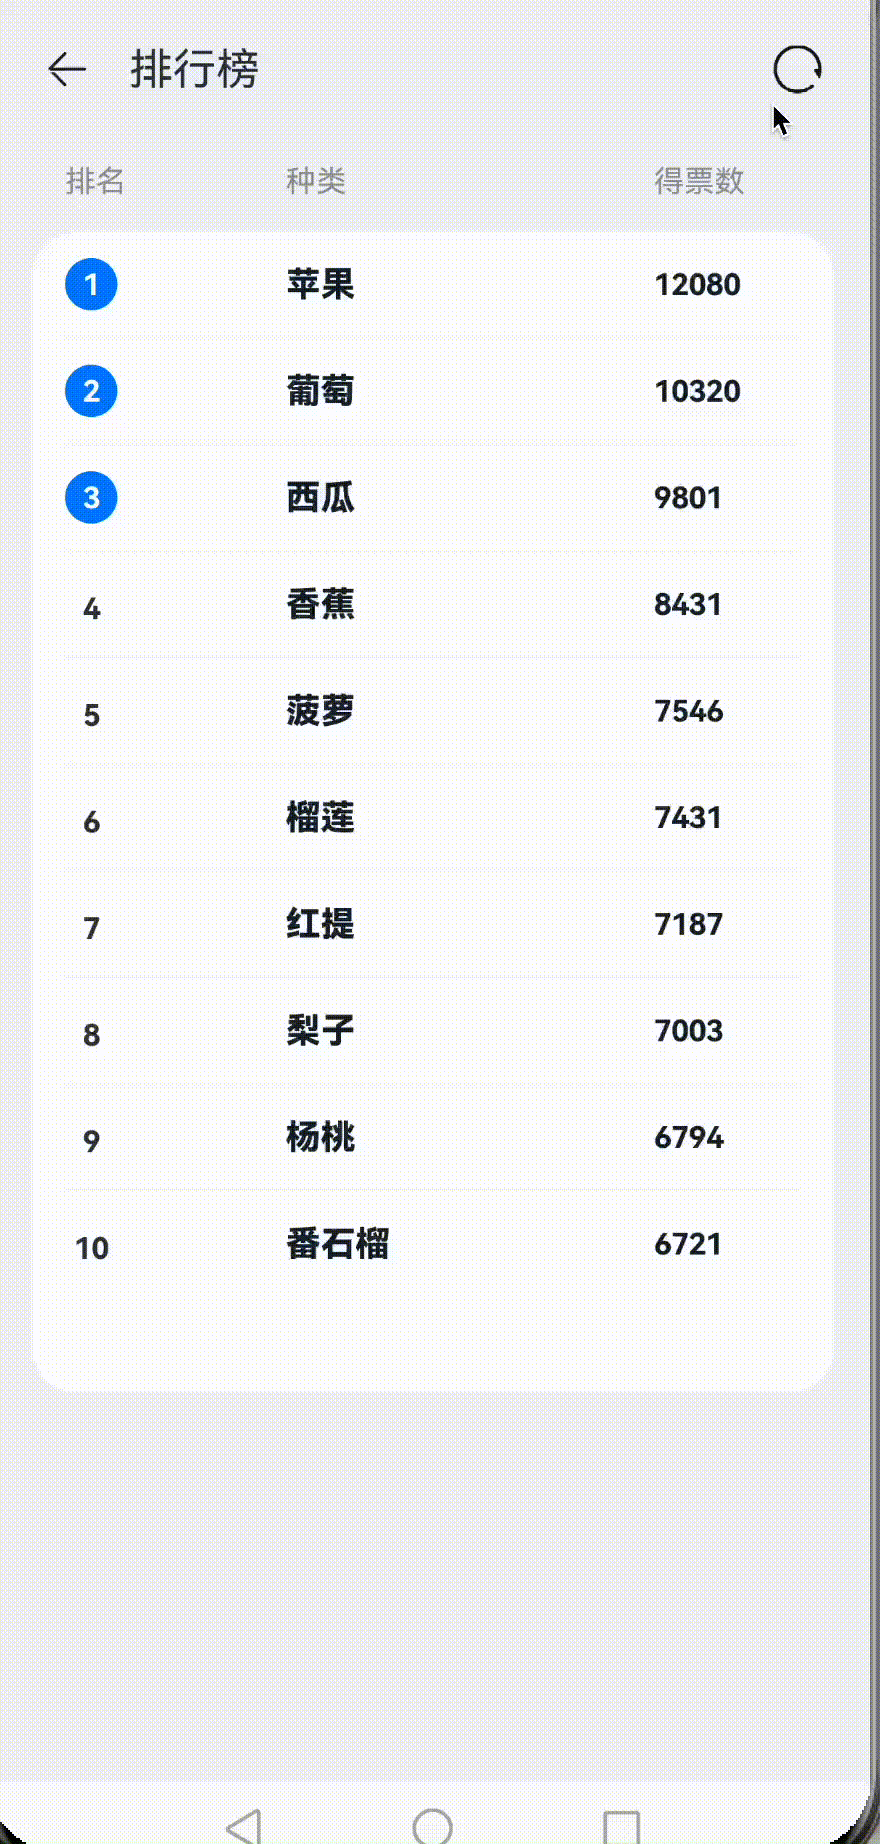 排行榜
排名 种类 得票数
1 苹果 12080
2 葡萄 10320
3 西瓜 9801
4 香蕉 8431
5 菠萝 7546
6 榴莲 7431
7 红提 7187
8 梨子 7003
9 杨桃 6794
10 番石榴 6721